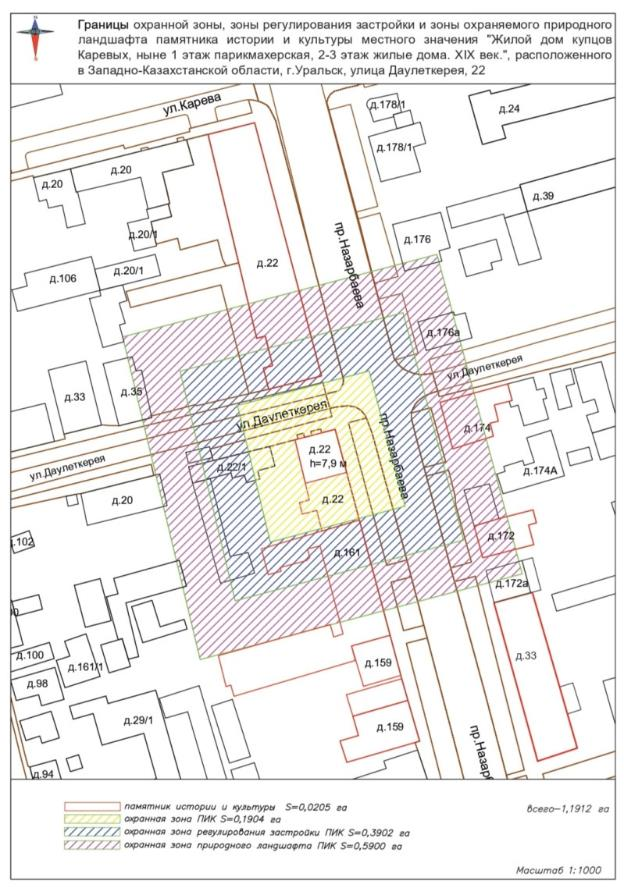 Границы охранной зоны, зоны регулирования застройки и зоны охраняемого природного
ландшафта памятника истории и культуры местного значения "Жилой дом купцов
Каревых, ныне 1 этаж парикмахерская, 2-3 этаж жилые дома. XIX век.", расположенного
в Западно-Казахстанской области, г.Уральск, улица Даулеткерея, 22
ул.Карева
д.178/1
д.24
д.178/1
д.20
д.20
д.39
д.20/1
пр.Назарбаева
д.176
д.22
д.106
д.20/1
д.176а
ул.Даулеткерея
д.33
д.35
ул.Даулеткерея
пр.Назарбаева
д.174
д.22
h=7,9 м
ул.Даулеткерея
д.22/1
д.174А
д.20
д.22
д.102
д.161
д.172
д.172а
д.100
д.161/1
д.159
д.33
д.98
д.29/1
д.159
пр.Назар
д.94
памятник истории и культуры S=0,0205 га
всего-1,1912 га
охранная зона ПИК S=0,1904 га
охранная зона регулирования застройки ПИК S=0,3902 га
охранная зона природного ландшафта ПИК S=0,5900 га
Масштаб 1:1000